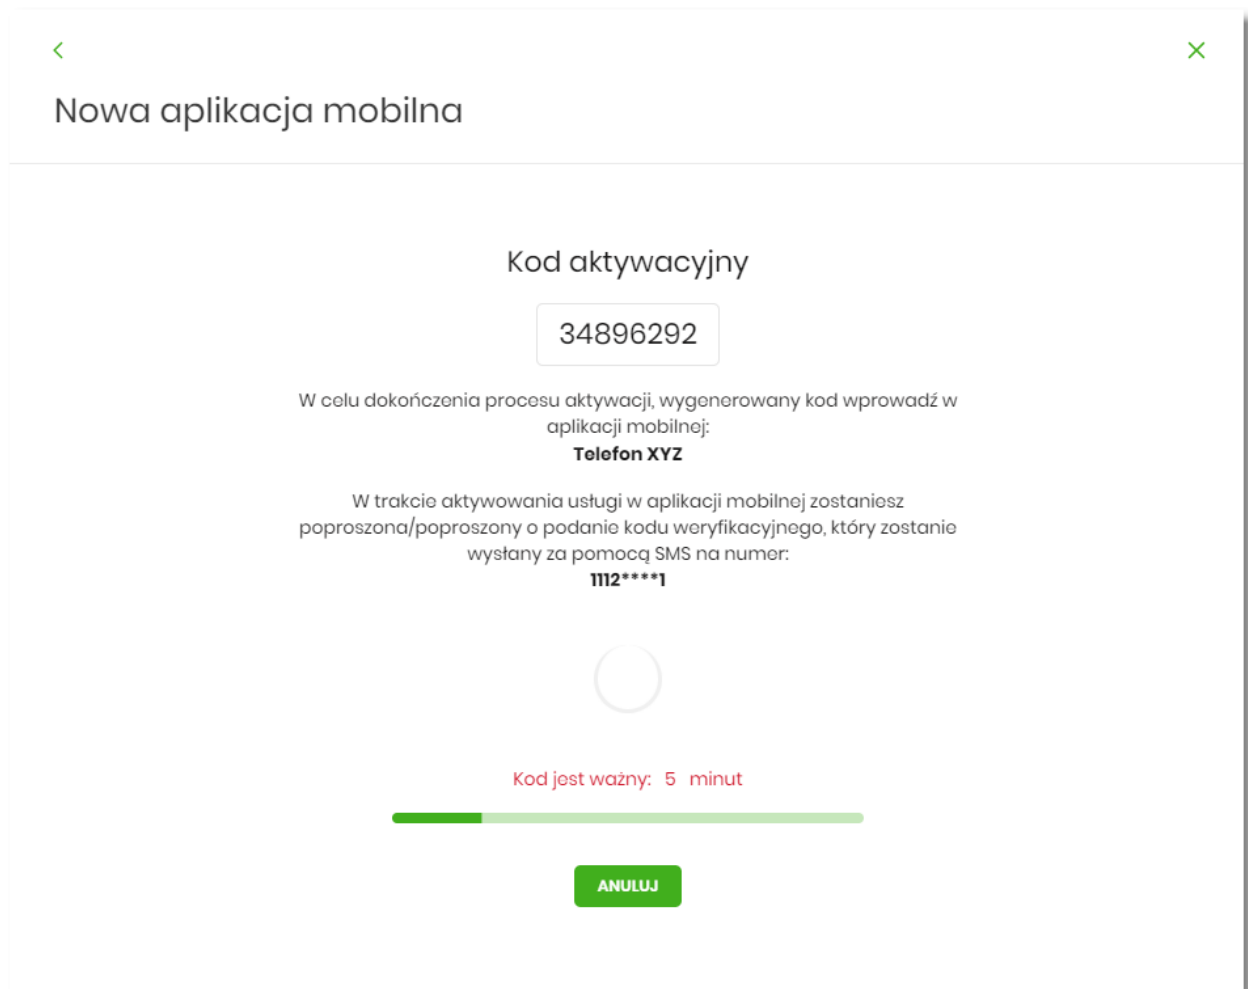 Nowa aplikacja mobilna
Kod aktywacyjny
34896292
W celu dokończenia procesu aktywacji, wygenerowany kod wprowadź w
aplikacji mobilnej:
Telefon XYZ
W trakcie aktywowania usługi w aplikacji mobilnej zostaniesz
poproszona/poproszony o podanie kodu weryfikacyjnego, który zostanie
wysłany za pomocą SMS na numer:
1112****1
Kod jest ważny: 5 minut
ANULUJ